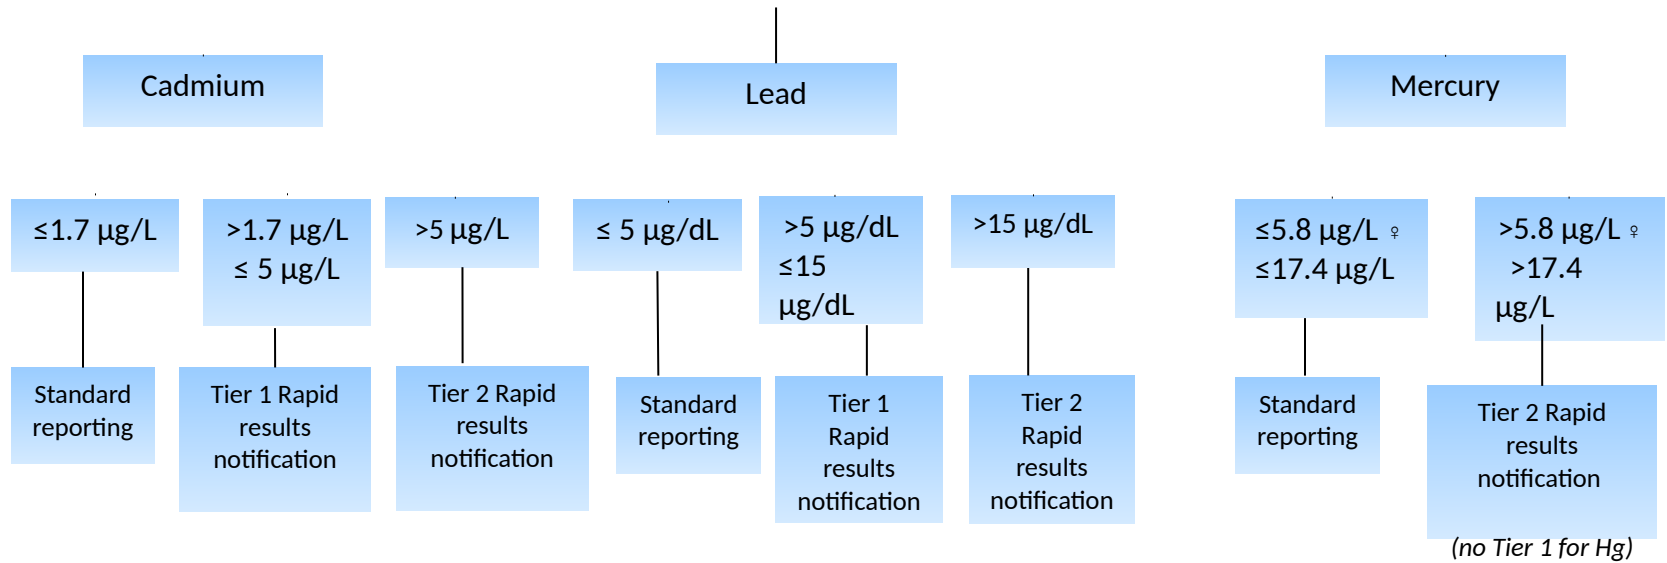 Cadmium
Lead
Mercury
≤1.7 µg/L
>1.7 µg/L
≤ 5 µg/L
>5 µg/L
≤ 5 µg/dL
>5 µg/dL
≤15
µg/dL
>15 µg/dL
≤5.8 µg/L ♀
≤17.4 µg/L
>5.8 µg/L ♀
>17.4
µg/L
Standard
reporting
Tier 1 Rapid
results
notification
Tier 2 Rapid
results
notification
Standard
reporting
Tier 1
Rapid
results
notification
Tier 2
Rapid
results
notification
Standard
reporting
Tier 2 Rapid
results
notification
(no Tier 1 for Hg)